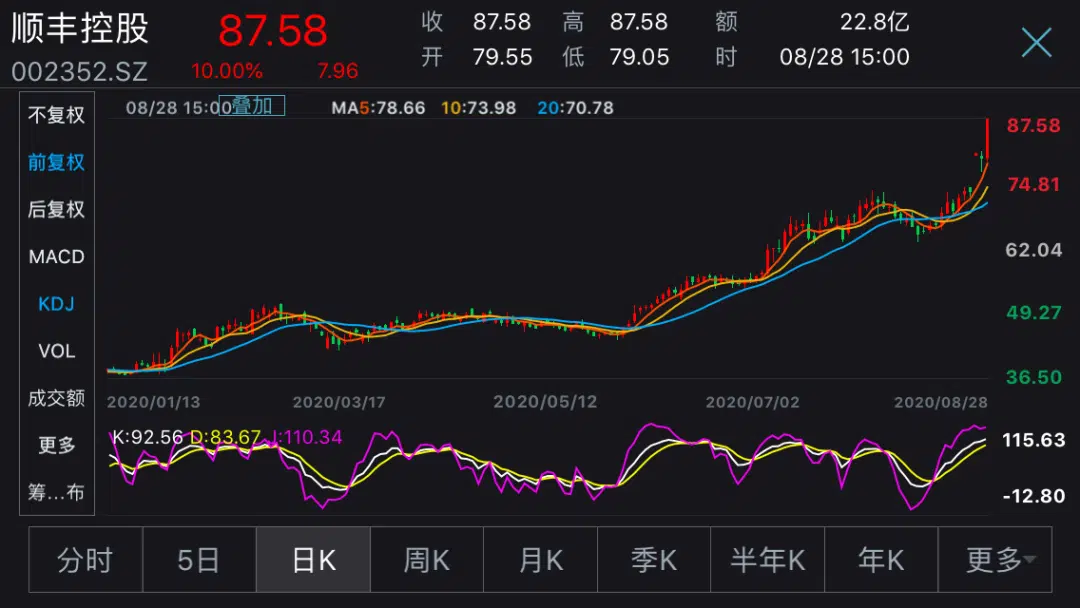 顺丰控股 87.58 收 87.58 高 87.58 额 22.8亿
002352.SZ 10.00% 7.96 开 79.55 低 79.05 时 08/28 15:00
08/28 15:00 叠加 MA5:78.66 10:73.98 20:70.78
不复权
前复权
后复权
MACD
KDJ
VOL
成交额
更多
筹...布
87.58
74.81
62.04
49.27
36.50
2020/01/13 2020/03/17 2020/05/12 2020/07/02 2020/08/28
K:92.56 D:83.67 J:110.34
115.63
-12.80
分时 5日 日K 周K 月K 季K 半年K 年K 更多